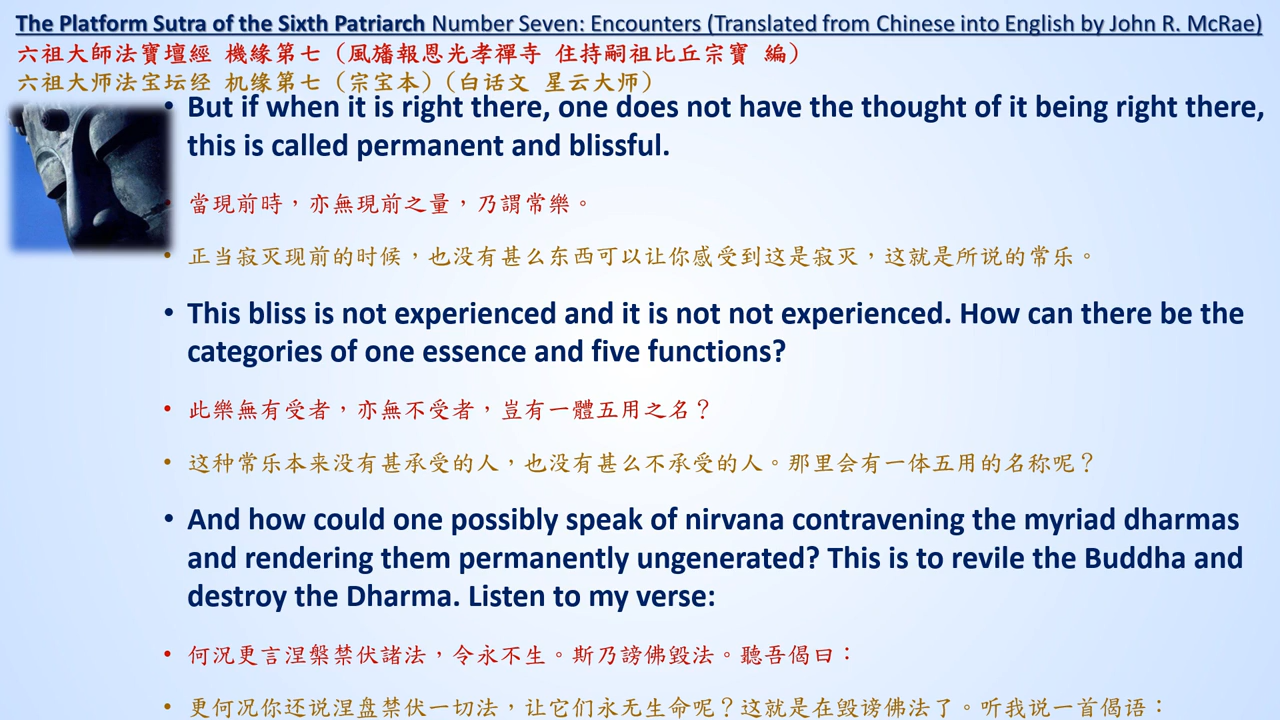 The Platform Sutra of the Sixth Patriarch Number Seven: Encounters (Translated from Chinese into English by John R. McRae)
六祖大師法寶壇經 機緣第七（風旛報恩光孝禪寺 住持嗣祖比丘宗寶 編）
六祖大师法宝坛经 机缘第七（宗宝本）（白话文 星云大师）
• But if when it is right there, one does not have the thought of it being right there,
this is called permanent and blissful.
• 當現前時，亦無現前之量，乃謂常樂。
• 正当寂灭现前的时候，也没有甚么东西可以让你感受到这是寂灭，这就是所说的常乐。
• This bliss is not experienced and it is not not experienced. How can there be the
categories of one essence and five functions?
• 此樂無有受者，亦無不受者，豈有一體五用之名？
• 这种常乐本来没有甚承受的人，也没有甚么不承受的人。那里会有一体五用的名称呢？
• And how could one possibly speak of nirvana contravening the myriad dharmas
and rendering them permanently ungenerated? This is to revile the Buddha and
destroy the Dharma. Listen to my verse:
• 何況更言涅槃禁伏諸法，令永不生。斯乃謗佛毀法。聽吾偈曰：
• 更何况你还说涅盘禁伏一切法，让它们永无生命呢？这就是在毁谤佛法了。听我说一首偈语：